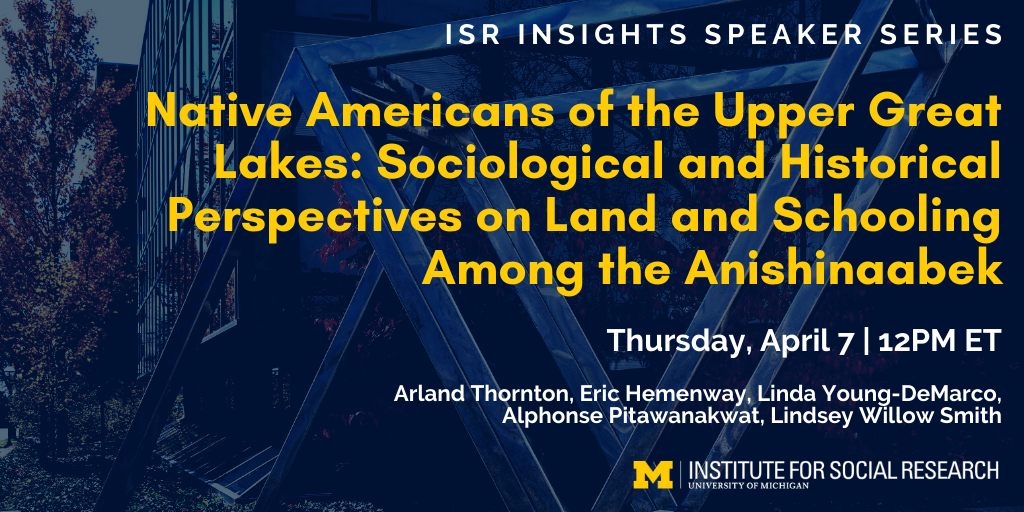 ISR INSIGHTS SPEAKER SERIES
Native Americans of the Upper Great
Lakes: Sociological and Historical
Perspectives on Land and Schooling
Among the Anishinaabek
Thursday, April 7 | 12PM ET
Arland Thornton, Eric Hemenway, Linda Young-DeMarco,
Alphonse Pitawanakwat, Lindsey Willow Smith
M INSTITUTE FOR SOCIAL RESEARCH
UNIVERSITY OF MICHIGAN